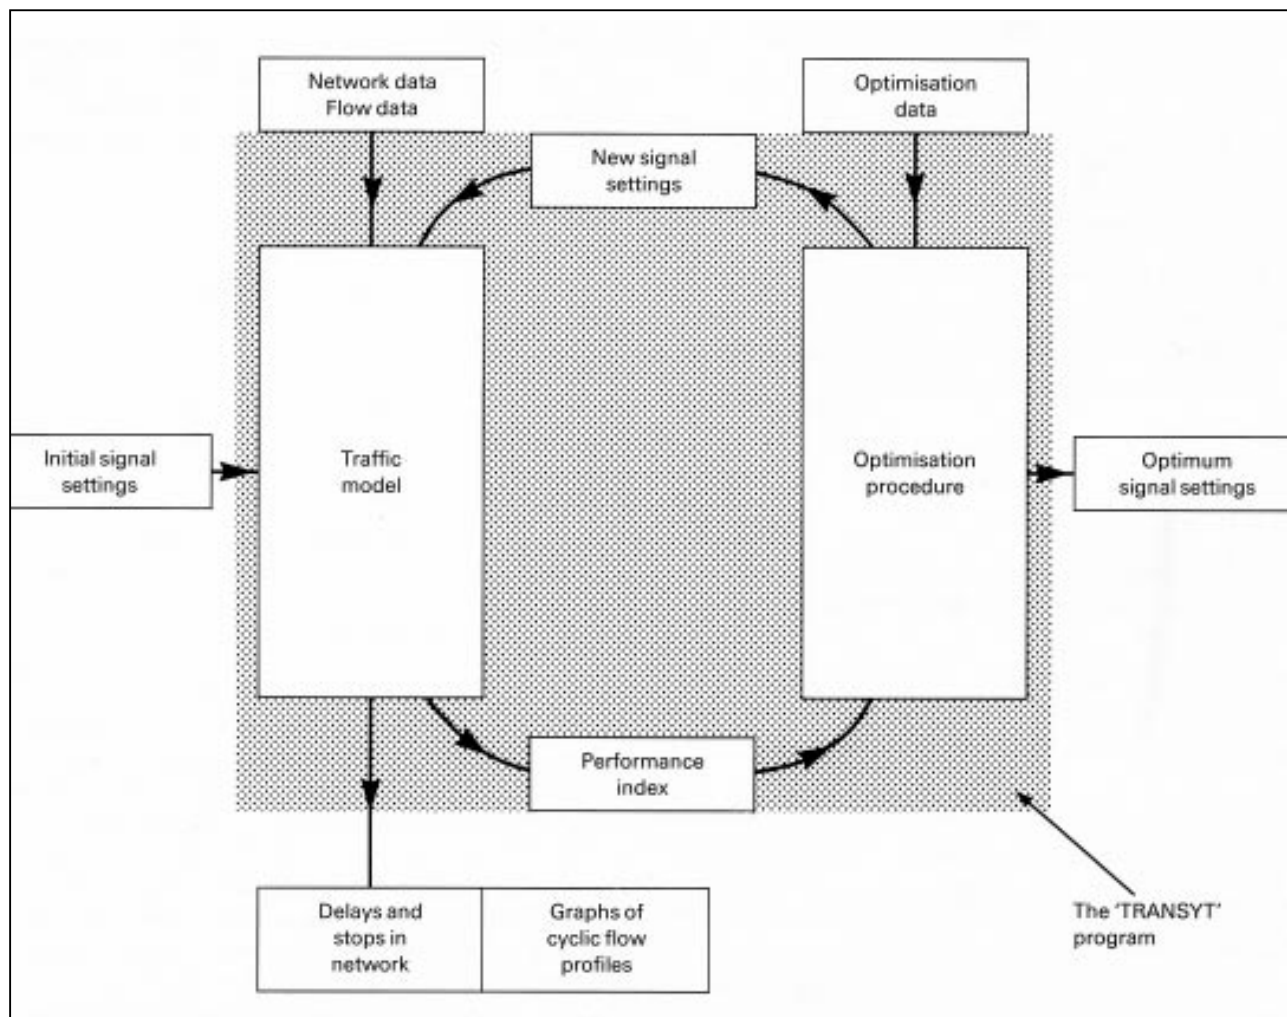 Network data
Flow data
Optimisation
data
New signal
settings
Initial signal
settings
Traffic
model
Optimisation
procedure
Optimum
signal settings
Performance
index
Delays and
stops in
network
Graphs of
cyclic flow
profiles
The 'TRANSYT'
program